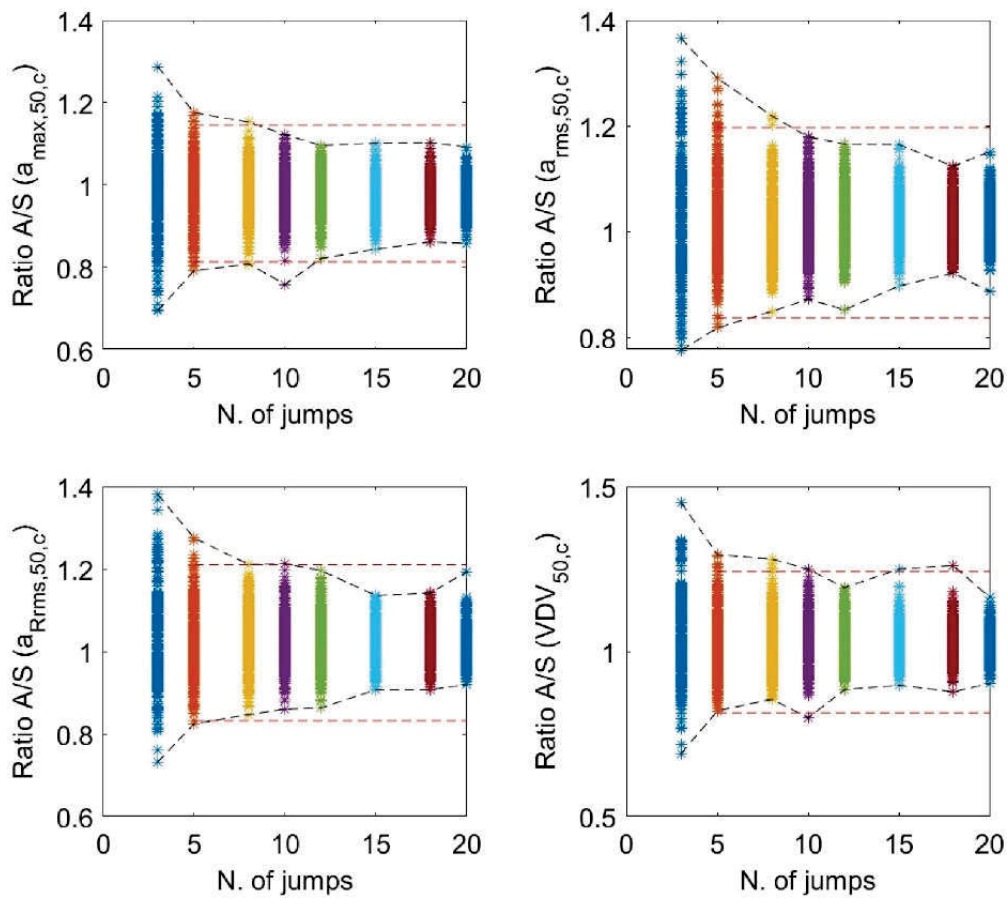 1.4
1.2
1
0.8
0.6
0 5 10 15 20
N. of jumps
Ratio A/S (a_max,50,c)
1.4
1.2
1
0.8
0 5 10 15 20
N. of jumps
Ratio A/S (a_rms,50,c)
1.4
1.2
1
0.8
0.6
0 5 10 15 20
N. of jumps
Ratio A/S (a_Rrms,50,c)
1.5
1
0.5
0 5 10 15 20
N. of jumps
Ratio A/S (VDV_50,c)